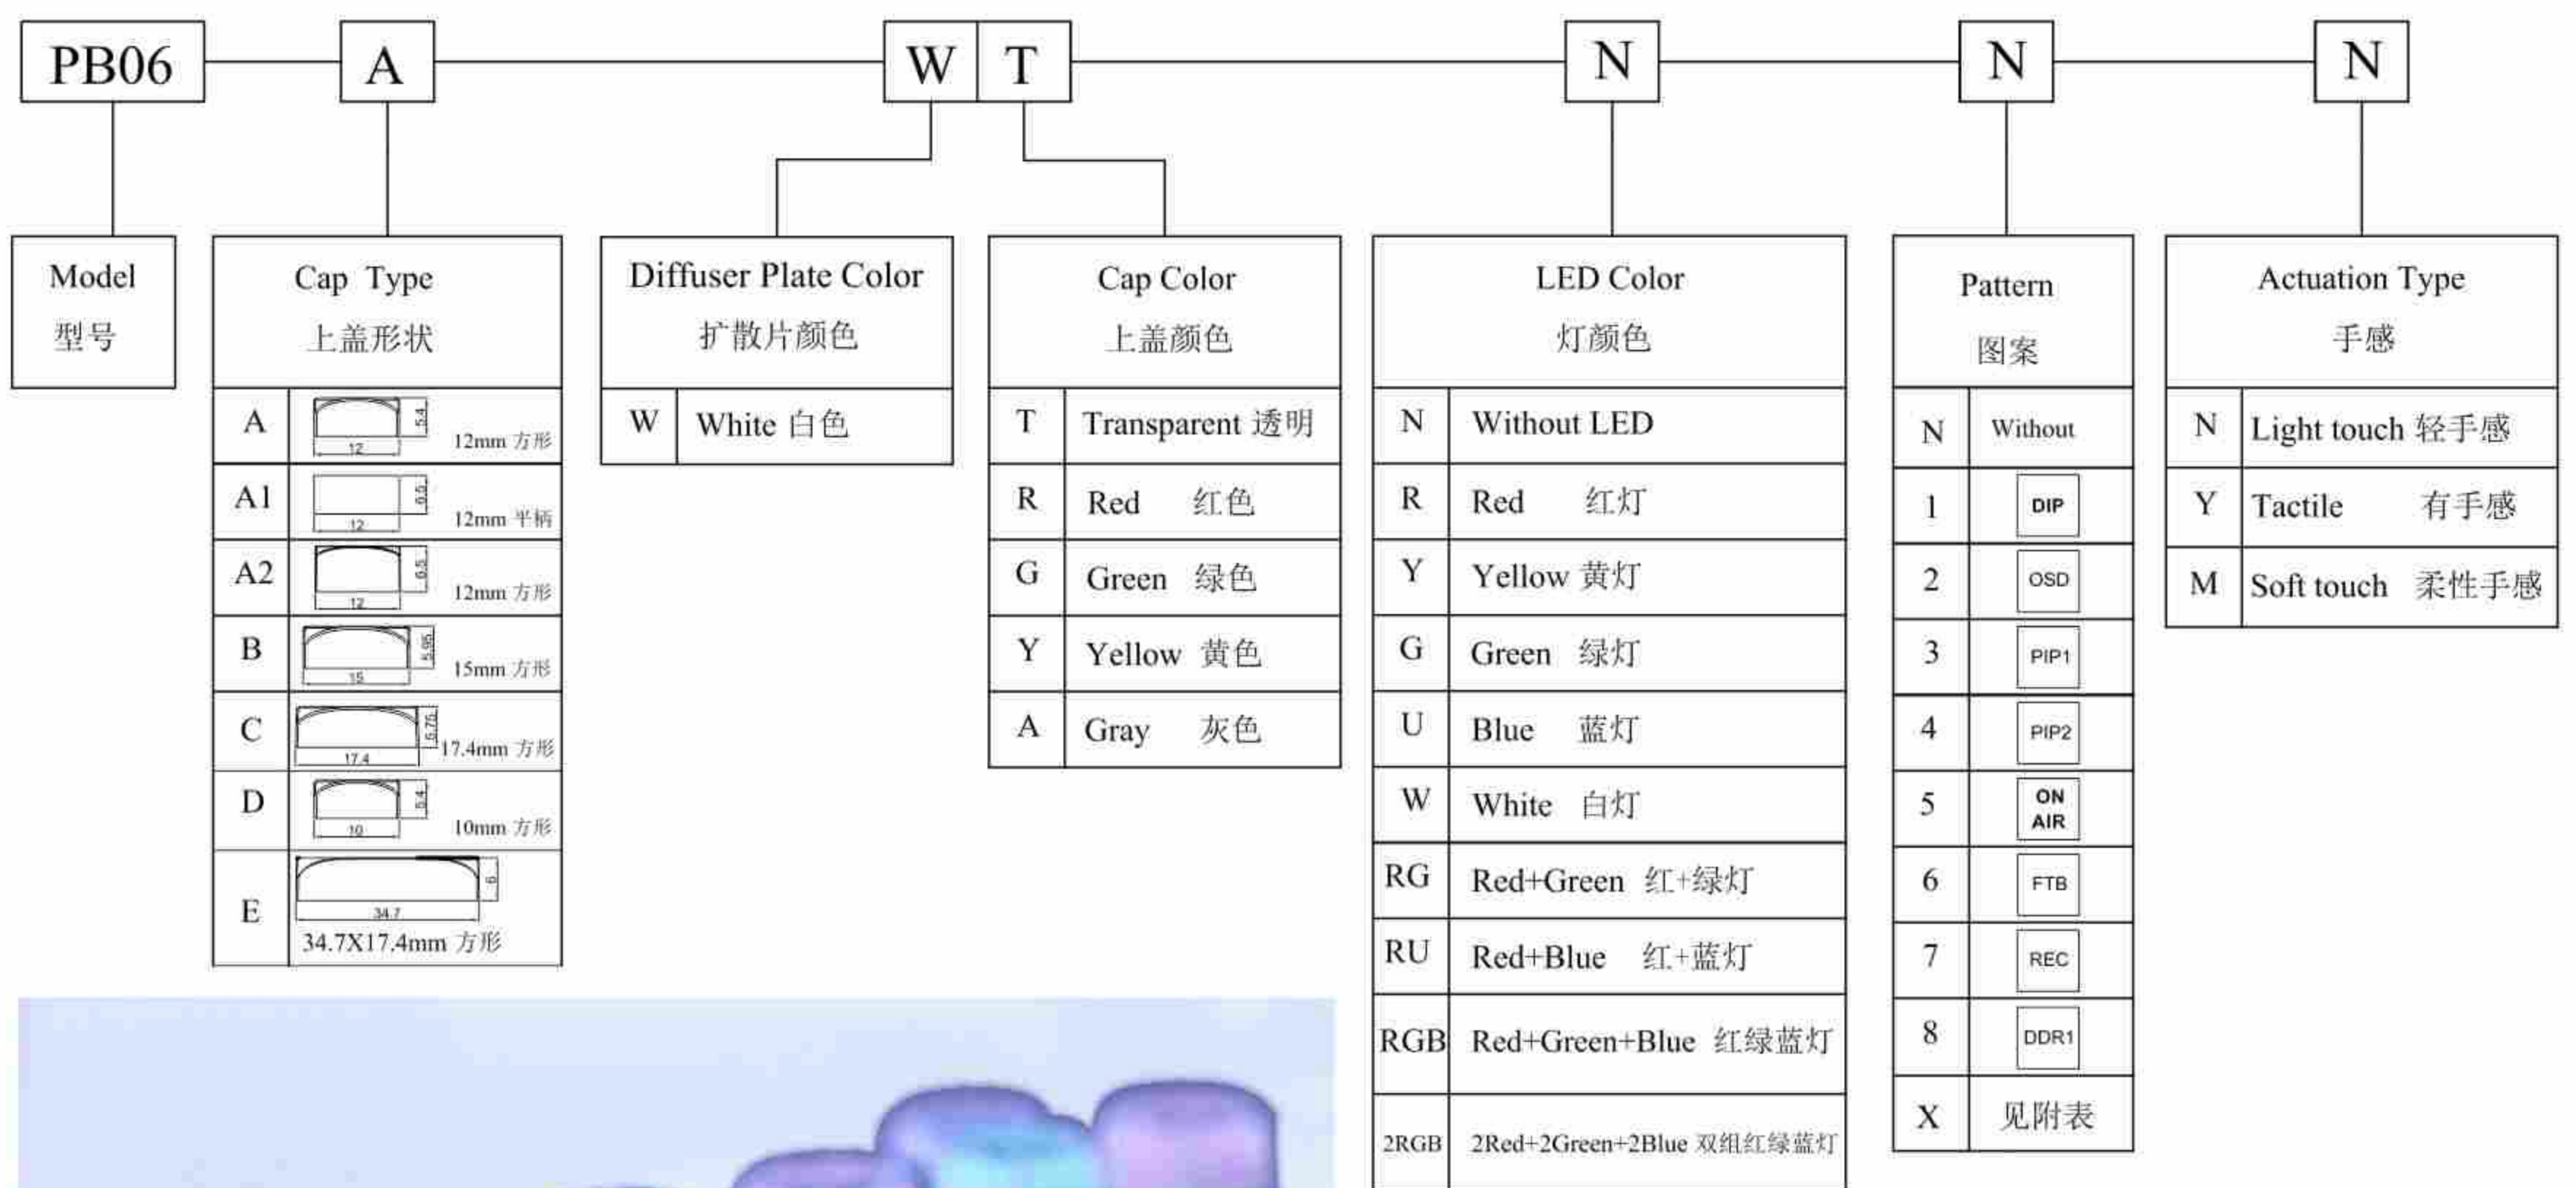 PB06 A W T N N N
Model
型号
Cap Type
上盖形状
A 12 5.4 12mm 方形
A1 12 6.5 12mm 平柄
A2 12 6.5 12mm 方形
B 15 5.95 15mm 方形
C 17.4 6.75 17.4mm 方形
D 10 5.4 10mm 方形
E 34.7 6
34.7X17.4mm 方形
Diffuser Plate Color
扩散片颜色
W White 白色
Cap Color
上盖颜色
T Transparent 透明
R Red 红色
G Green 绿色
Y Yellow 黄色
A Gray 灰色
LED Color
灯颜色
N Without LED
R Red 红灯
Y Yellow 黄灯
G Green 绿灯
U Blue 蓝灯
W White 白灯
RG Red+Green 红+绿灯
RU Red+Blue 红+蓝灯
RGB Red+Green+Blue 红绿蓝灯
2RGB 2Red+2Green+2Blue 双组红绿蓝灯
Pattern
图案
N Without
1 DIP
2 OSD
3 PIP1
4 PIP2
5 ON
AIR
6 FTB
7 REC
8 DDR1
X 见附表
Actuation Type
手感
N Light touch 轻手感
Y Tactile 有手感
M Soft touch 柔性手感